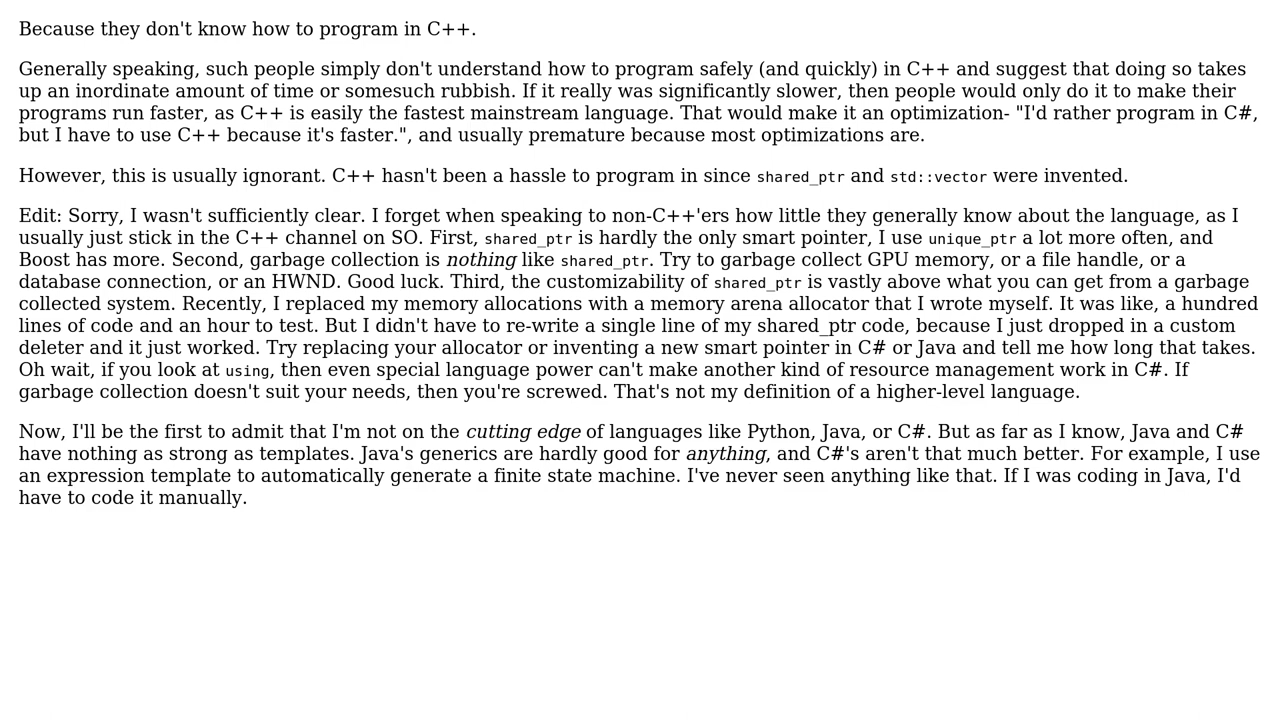 Because they don't know how to program in C++.
Generally speaking, such people simply don't understand how to program safely (and quickly) in C++ and suggest that doing so takes
up an inordinate amount of time or somesuch rubbish. If it really was significantly slower, then people would only do it to make their
programs run faster, as C++ is easily the fastest mainstream language. That would make it an optimization- "I'd rather program in C#,
but I have to use C++ because it's faster.", and usually premature because most optimizations are.
However, this is usually ignorant. C++ hasn't been a hassle to program in since shared_ptr and std::vector were invented.
Edit: Sorry, I wasn't sufficiently clear. I forget when speaking to non-C++'ers how little they generally know about the language, as I
usually just stick in the C++ channel on SO. First, shared_ptr is hardly the only smart pointer, I use unique_ptr a lot more often, and
Boost has more. Second, garbage collection is nothing like shared_ptr. Try to garbage collect GPU memory, or a file handle, or a
database connection, or an HWND. Good luck. Third, the customizability of shared_ptr is vastly above what you can get from a garbage
collected system. Recently, I replaced my memory allocations with a memory arena allocator that I wrote myself. It was like, a hundred
lines of code and an hour to test. But I didn't have to re-write a single line of my shared_ptr code, because I just dropped in a custom
deleter and it just worked. Try replacing your allocator or inventing a new smart pointer in C# or Java and tell me how long that takes.
Oh wait, if you look at using, then even special language power can't make another kind of resource management work in C#. If
garbage collection doesn't suit your needs, then you're screwed. That's not my definition of a higher-level language.
Now, I'll be the first to admit that I'm not on the cutting edge of languages like Python, Java, or C#. But as far as I know, Java and C#
have nothing as strong as templates. Java's generics are hardly good for anything, and C#'s aren't that much better. For example, I use
an expression template to automatically generate a finite state machine. I've never seen anything like that. If I was coding in Java, I'd
have to code it manually.